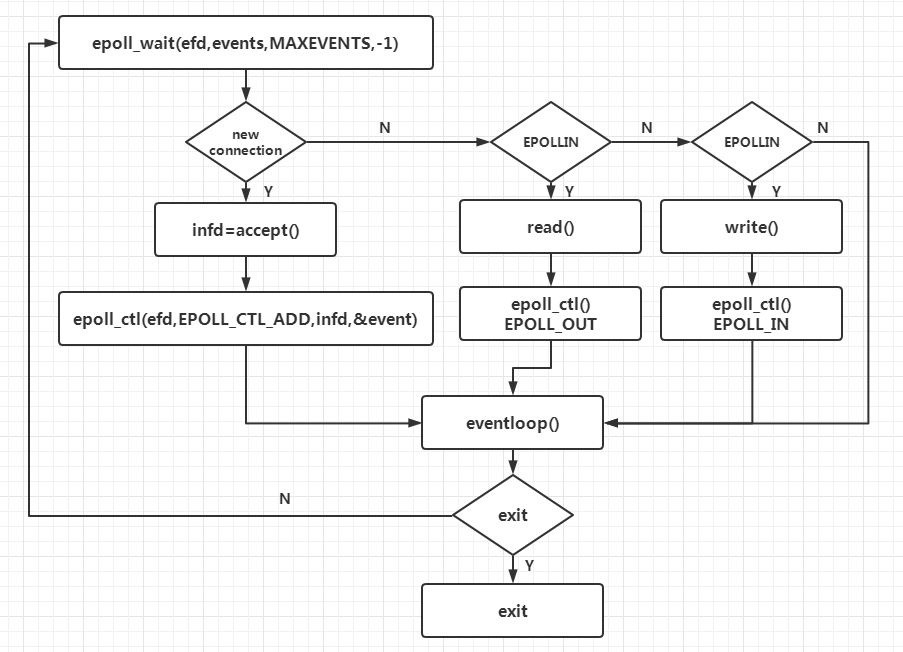 epoll_wait(efd,events,MAXEVENTS,-1)
new
connection
N
EPOLLIN
N
EPOLLIN
N
Y
Y
Y
infd=accept()
read()
write()
epoll_ctl(efd,EPOLL_CTL_ADD,infd,&event)
epoll_ctl()
EPOLL_OUT
epoll_ctl()
EPOLL_IN
eventloop()
N
exit
Y
exit